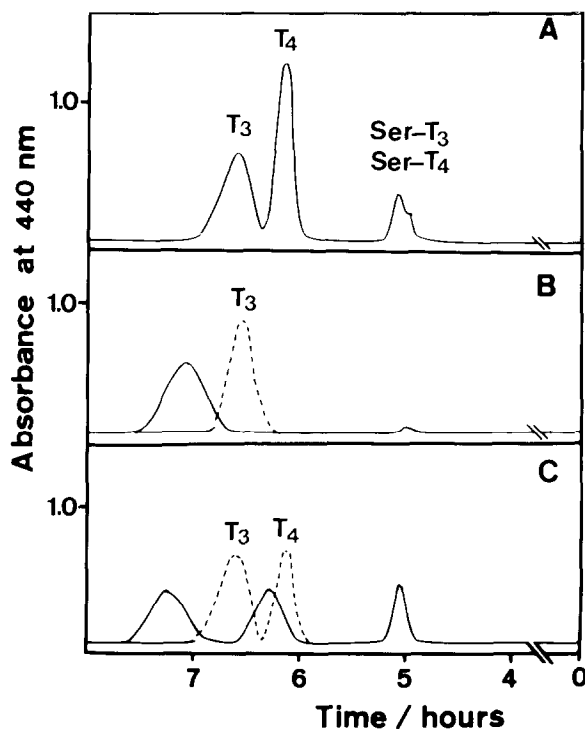 A
T4
1.0
T3
Ser-T3
Ser-T4
B
1.0
T3
C
1.0
T3
T4
Absorbance at 440 nm
7 6 5 4 0
Time / hours